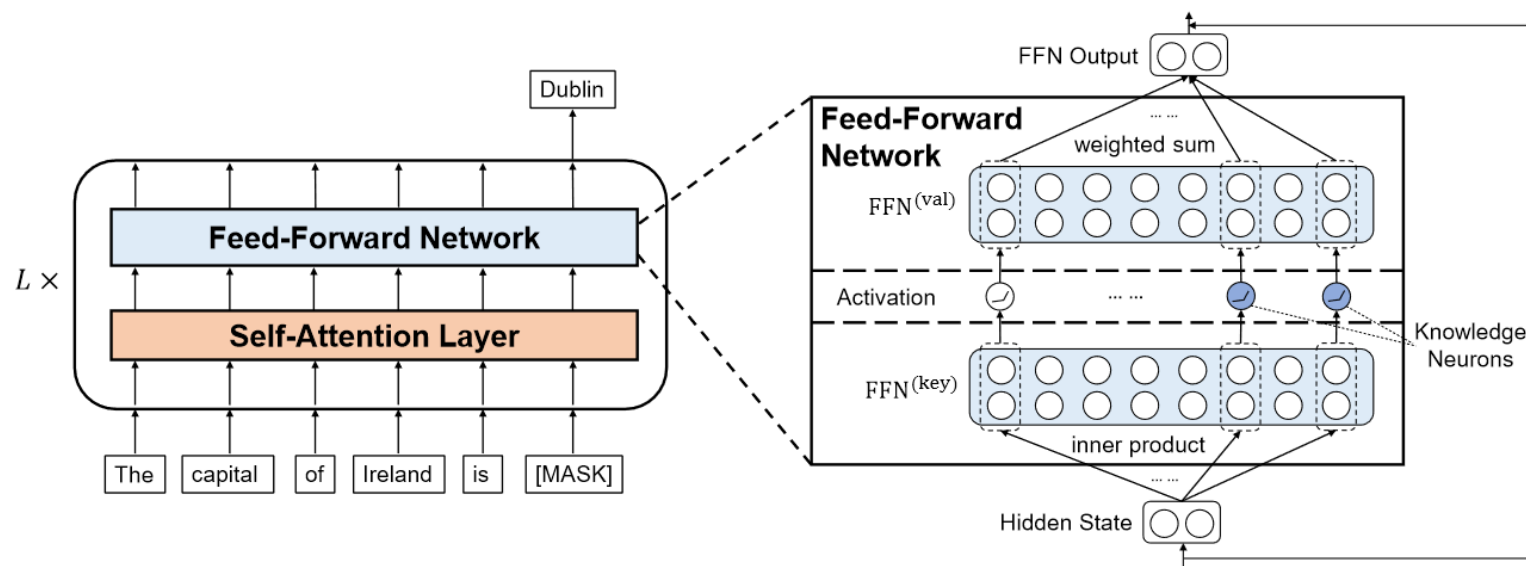 Dublin
Feed-Forward Network
L ×
Self-Attention Layer
The capital of Ireland is [MASK]
FFN Output
Feed-Forward
Network
... ...
weighted sum
FFN(val)
Activation
... ...
Knowledge
Neurons
FFN(key)
inner product
... ...
Hidden State